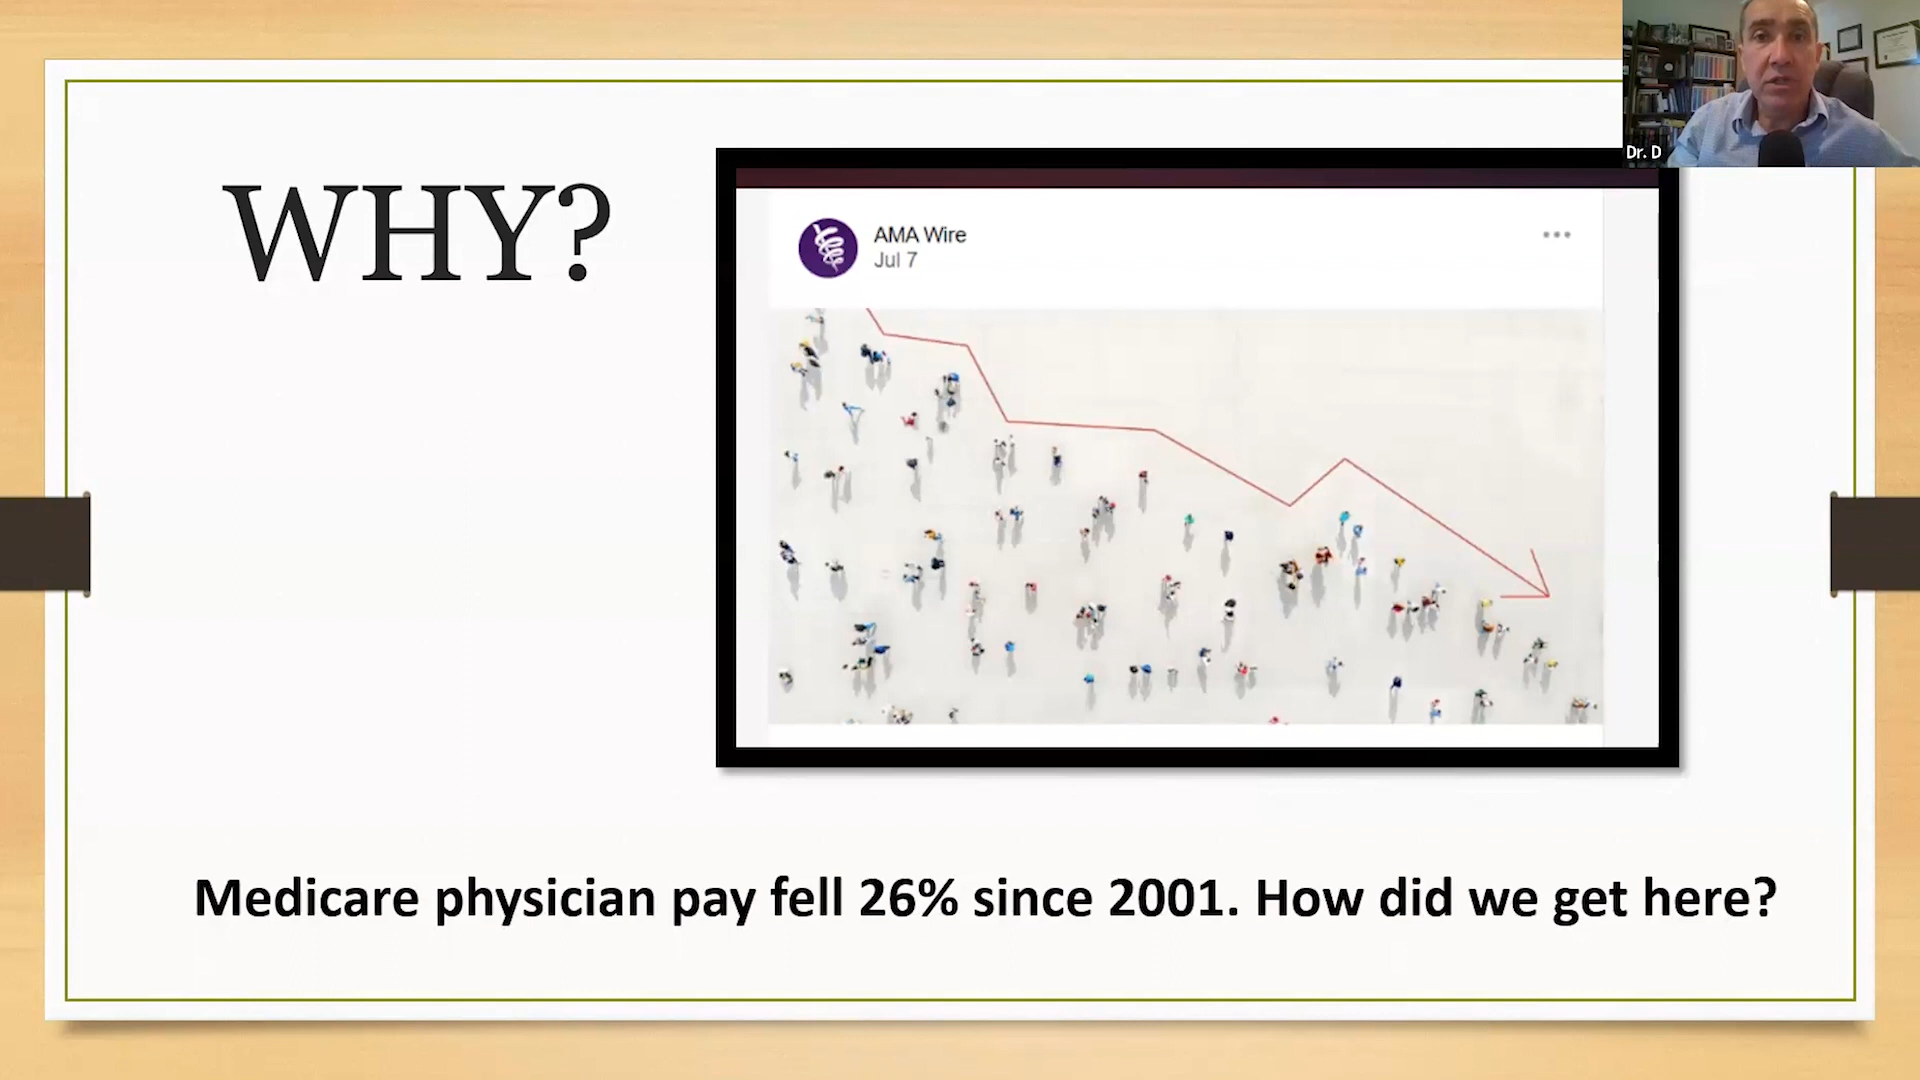 WHY?
Dr. D
AMA Wire
Jul 7
Medicare physician pay fell 26% since 2001. How did we get here?